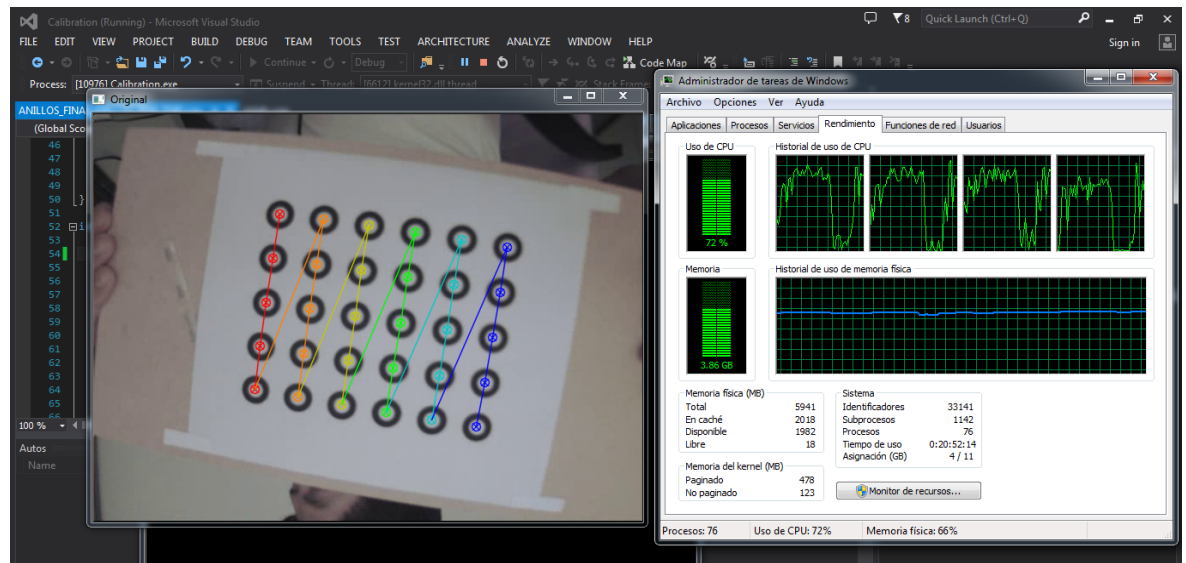 Calibration (Running) - Microsoft Visual Studio
8
Quick Launch (Ctrl+Q)
FILE EDIT VIEW PROJECT BUILD DEBUG TEAM TOOLS TEST ARCHITECTURE ANALYZE WINDOW HELP
Sign in
Continue
Debug
Code Map
Process: [10976] Calibration.exe
Suspend
Thread: [6612] kernel32.dll thread
Stack Frame:
ANILLOS_FINA
(Global Sco
46
47
48
49
50 }
51
52 i
53
54
55
56
57
58
59
60
61
62
63
64
65
66
100 %
Autos
Name
Original
Administrador de tareas de Windows
Archivo Opciones Ver Ayuda
Aplicaciones Procesos Servicios Rendimiento Funciones de red Usuarios
Uso de CPU
72 %
Historial de uso de CPU
Memoria
3.86 GB
Historial de uso de memoria física
Memoria física (MB)
Total 5941
En caché 2018
Disponible 1982
Libre 18
Memoria del kernel (MB)
Paginado 478
No paginado 123
Sistema
Identificadores 33141
Subprocesos 1142
Procesos 76
Tiempo de uso 0:20:52:14
Asignación (GB) 4 / 11
Monitor de recursos...
Procesos: 76 Uso de CPU: 72% Memoria física: 66%